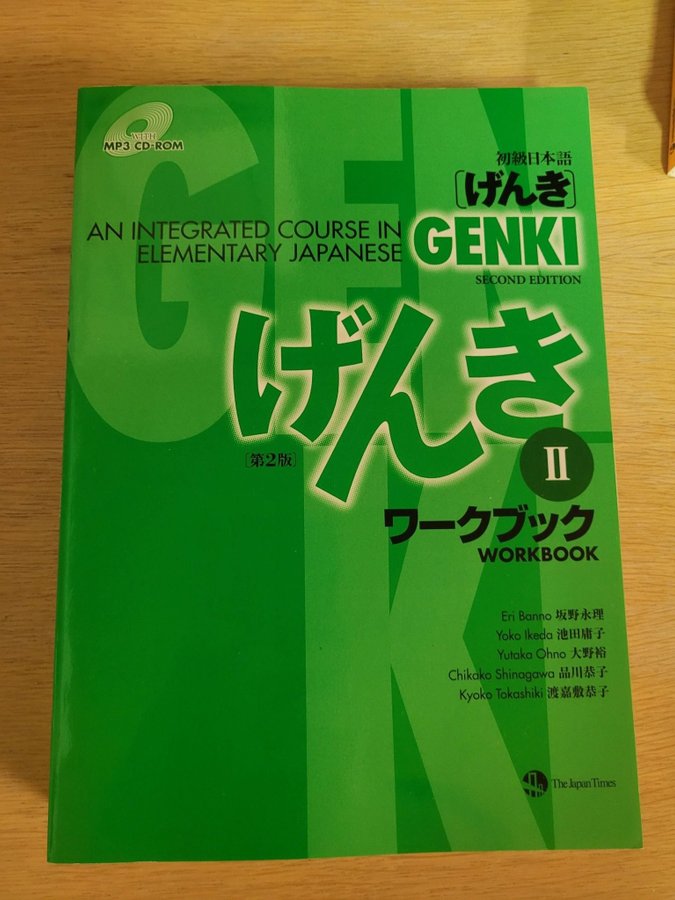 WITH
MP3 CD-ROM
初級日本語
[げんき]
AN INTEGRATED COURSE IN
ELEMENTARY JAPANESE
GENKI
SECOND EDITION
GEN
KI
げんき
[第2版]
II
ワークブック
WORKBOOK
Eri Banno 坂野永理
Yoko Ikeda 池田庸子
Yutaka Ohno 大野裕
Chikako Shinagawa 品川恭子
Kyoko Tokashiki 渡嘉敷恭子
The Japan Times